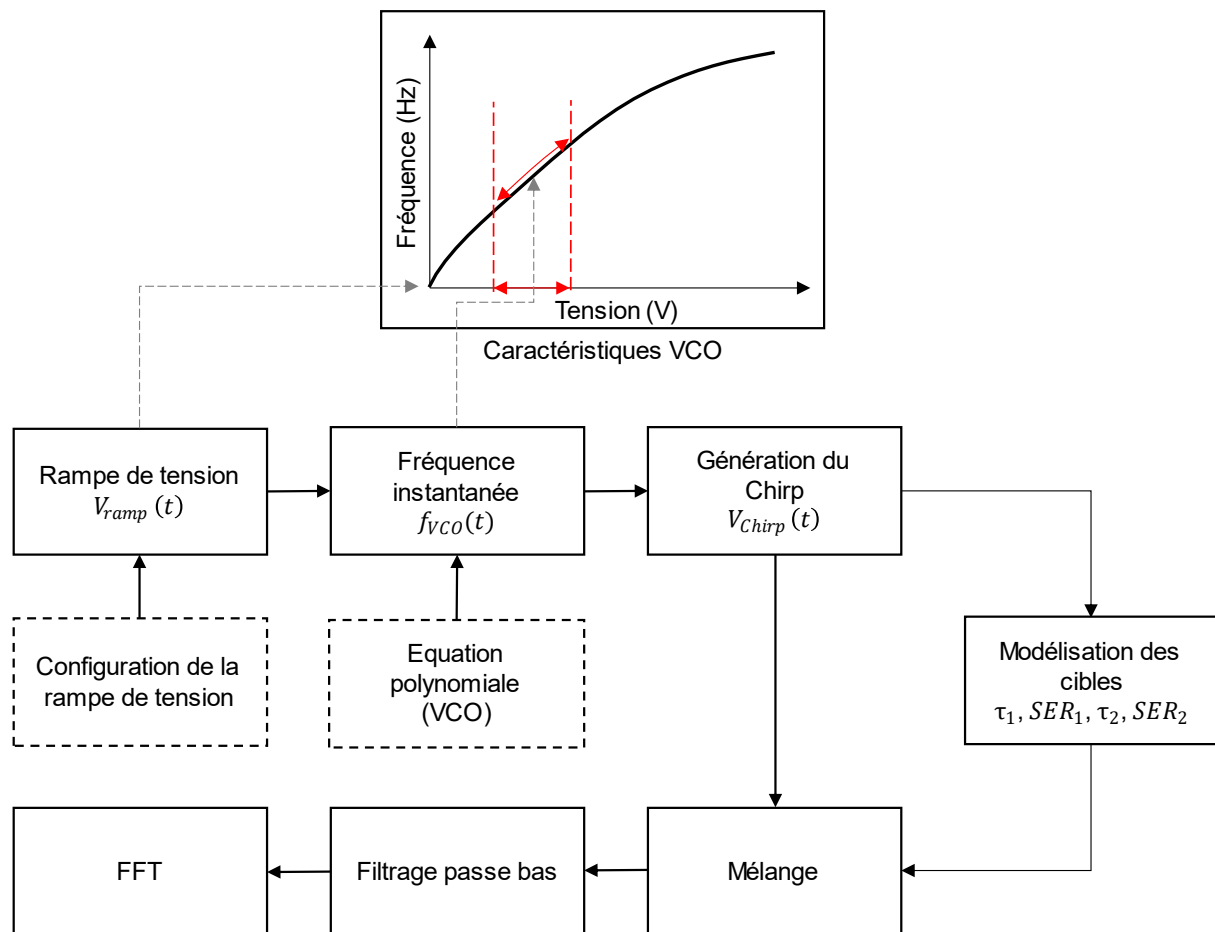 Fréquence (Hz)
Tension (V)
Caractéristiques VCO
Rampe de tension
V_ramp (t)
Fréquence
instantanée
f_VCO(t)
Génération du
Chirp
V_Chirp (t)
Configuration de la
rampe de tension
Equation
polynomiale
(VCO)
Modélisation des
cibles
τ₁, SER₁, τ₂, SER₂
FFT
Filtrage passe bas
Mélange